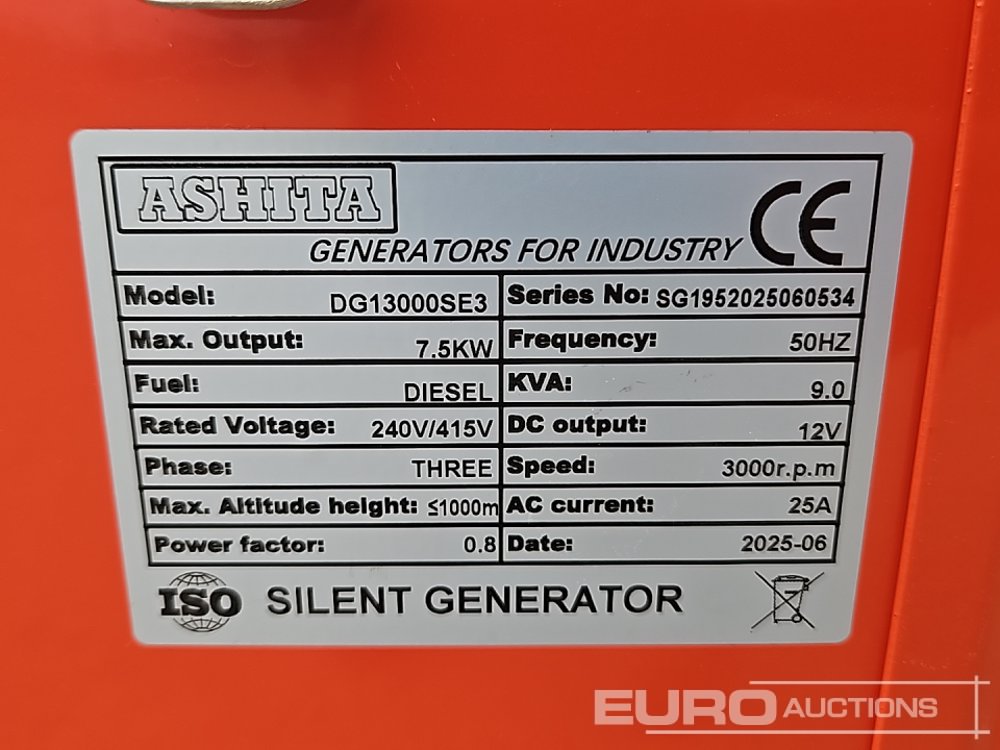 ASHITA
CE
GENERATORS FOR INDUSTRY
Model: DG13000SE3 Series No: SG1952025060534
Max. Output: 7.5KW Frequency: 50HZ
Fuel: DIESEL KVA: 9.0
Rated Voltage: 240V/415V DC output: 12V
Phase: THREE Speed: 3000r.p.m
Max. Altitude height: ≤1000m AC current: 25A
Power factor: 0.8 Date: 2025-06
ISO SILENT GENERATOR
EURO AUCTIONS